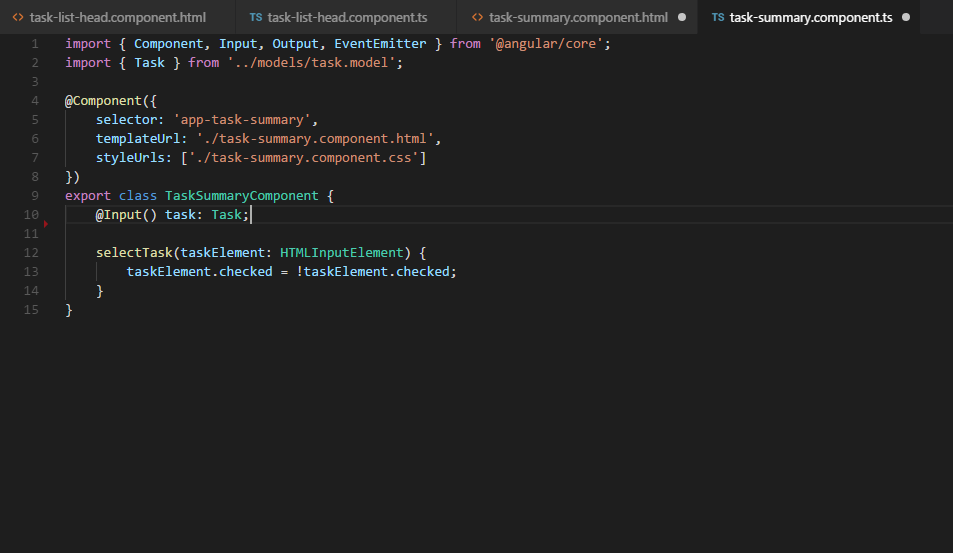 <> task-list-head.component.html TS task-list-head.component.ts <> task-summary.component.html TS task-summary.component.ts
1 import { Component, Input, Output, EventEmitter } from '@angular/core';
2 import { Task } from '../models/task.model';
3
4 @Component({
5 selector: 'app-task-summary',
6 templateUrl: './task-summary.component.html',
7 styleUrls: ['./task-summary.component.css']
8 })
9 export class TaskSummaryComponent {
10 @Input() task: Task;
11
12 selectTask(taskElement: HTMLInputElement) {
13 taskElement.checked = !taskElement.checked;
14 }
15 }